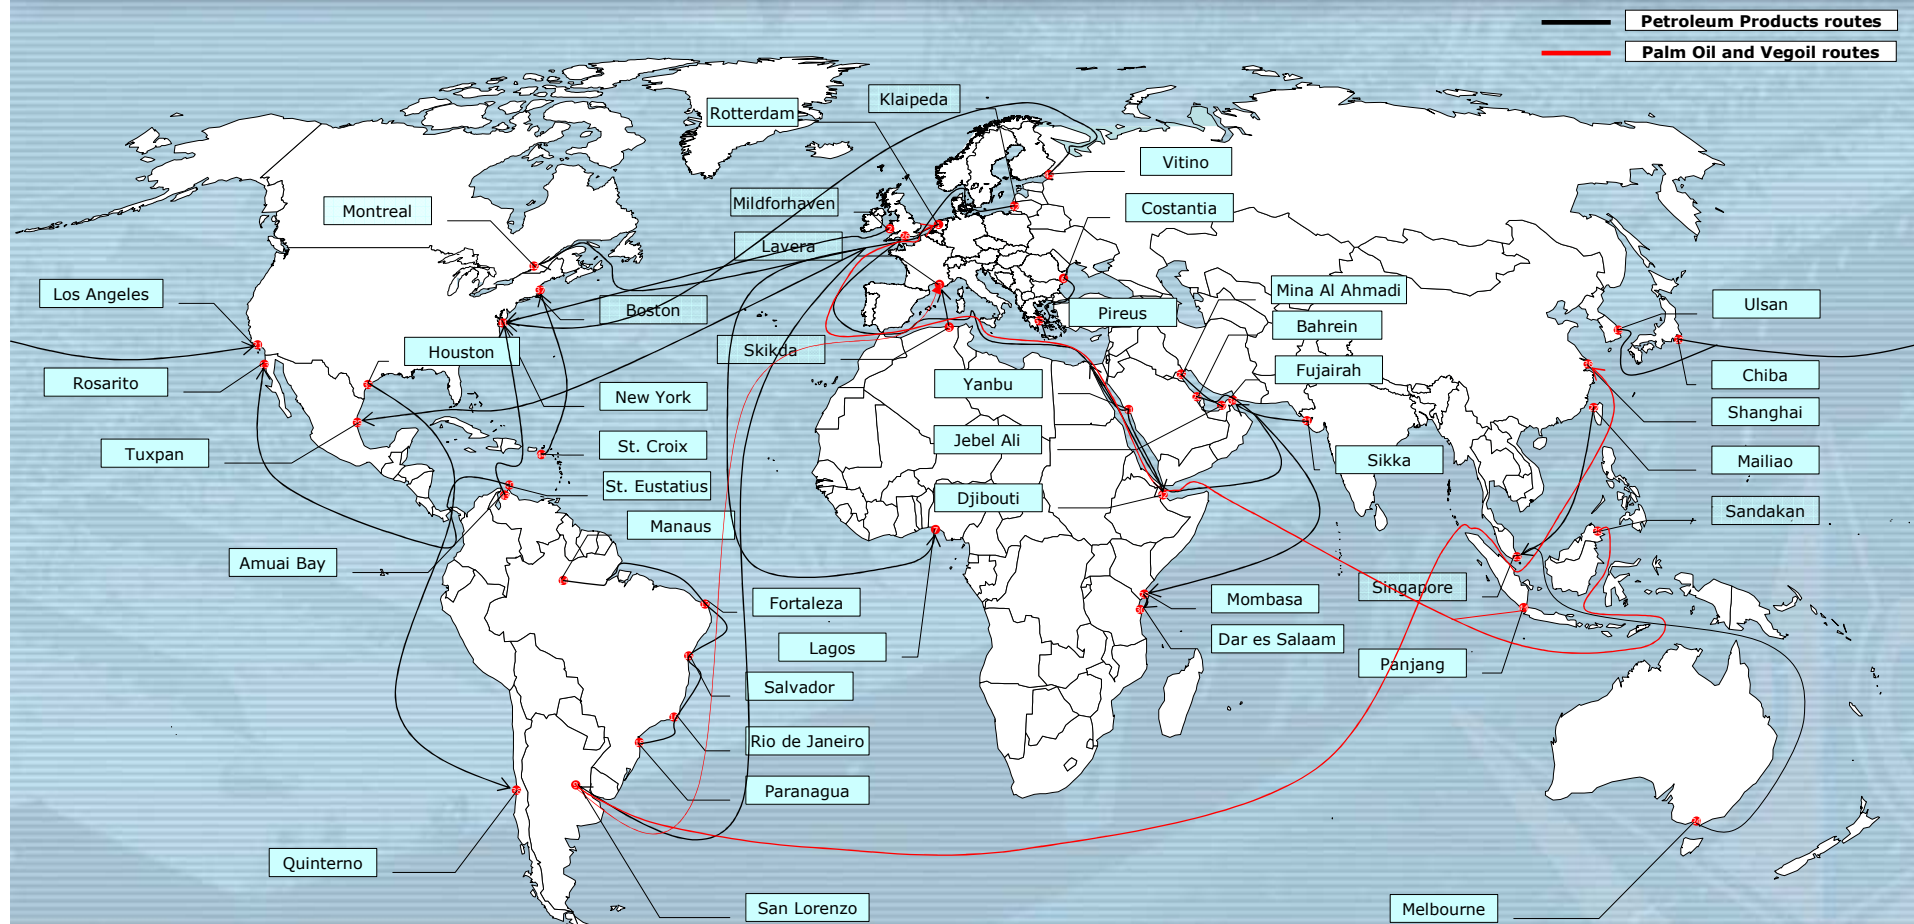 Petroleum Products routes
Palm Oil and Vegoil routes
Klaipeda
Rotterdam
Vitino
Mildforhaven
Costantia
Montreal
Lavera
Mina Al Ahmadi
Los Angeles
Ulsan
Boston
Pireus
Bahrein
Houston
Skikda
Fujairah
Rosarito
Yanbu
Chiba
New York
Shanghai
Tuxpan
St. Croix
Jebel Ali
Sikka
Mailiao
St. Eustatius
Djibouti
Sandakan
Manaus
Amuai Bay
Singapore
Fortaleza
Mombasa
Lagos
Dar es Salaam
Panjang
Salvador
Rio de Janeiro
Paranagua
Quinterno
San Lorenzo
Melbourne